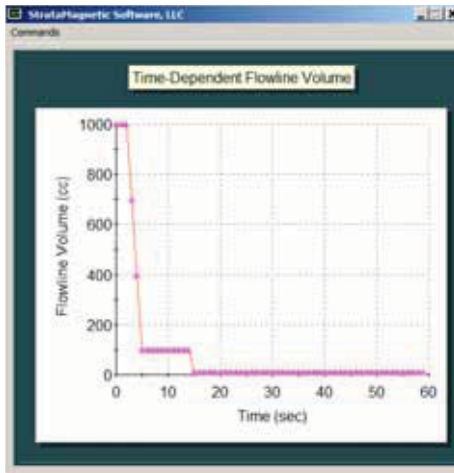 StrataMagnetic Software, LLC
Commands
Time-Dependent Flowline Volume
1000
800
600
400
200
0
Flowline Volume (cc)
0 10 20 30 40 50 60
Time (sec)